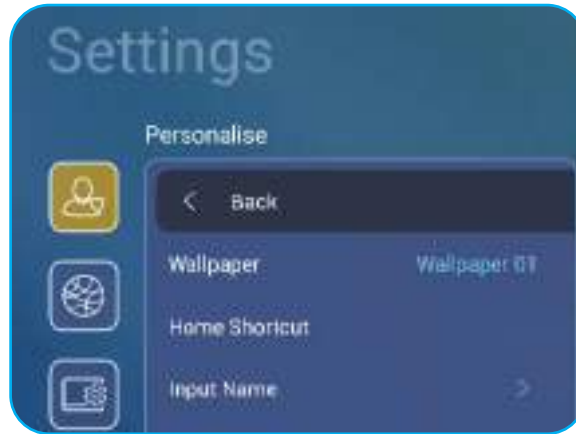 Settings
Personalise
Back
Wallpaper Wallpaper 01
Home Shortcut
Input Name